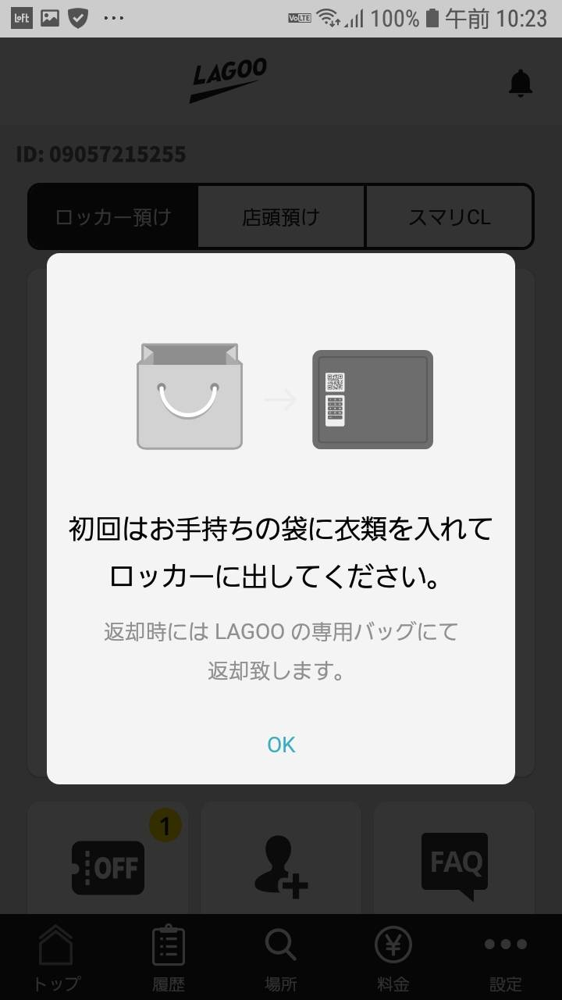 Loft
VoLTE 100% 午前 10:23
LAGOO
ID: 09057215255
ロッカー預け 店頭預け スマリCL
初回はお手持ちの袋に衣類を入れて
ロッカーに出してください。
返却時には LAGOO の専用バッグにて
返却致します。
OK
1
OFF
FAQ
トップ 履歴 場所 料金 設定